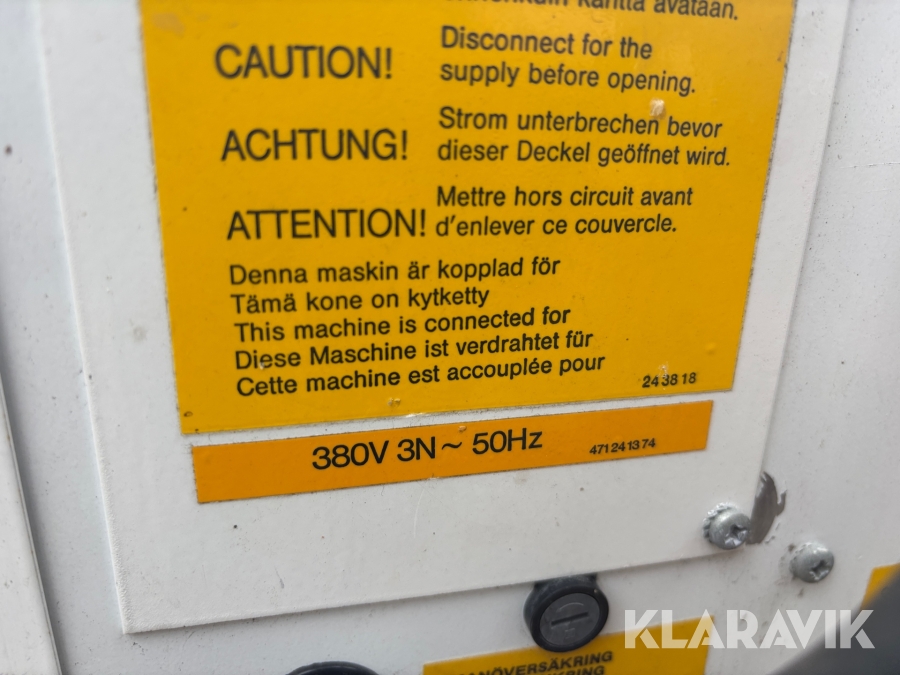 kantta avataan.
CAUTION!
Disconnect for the
supply before opening.
ACHTUNG!
Strom unterbrechen bevor
dieser Deckel geöffnet wird.
ATTENTION!
Mettre hors circuit avant
d'enlever ce couvercle.
Denna maskin är kopplad för
Tämä kone on kytketty
This machine is connected for
Diese Maschine ist verdrahtet für
Cette machine est accouplée pour
243818
380V 3N~ 50Hz
471241374
KLARAVIK